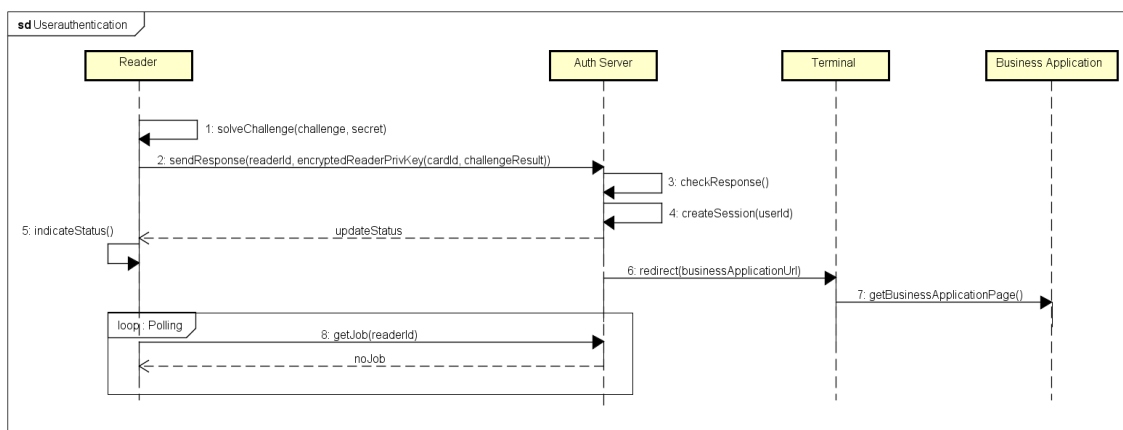 sd Userauthentication
Reader
Auth Server
Terminal
Business Application
1: solveChallenge(challenge, secret)
2: sendResponse(readerId, encryptedReaderPrivKey(cardId, challengeResult))
3: checkResponse()
4: createSession(userId)
5: indicateStatus()
updateStatus
6: redirect(businessApplicationUrl)
7: getBusinessApplicationPage()
loop : Polling
8: getJob(readerId)
noJob